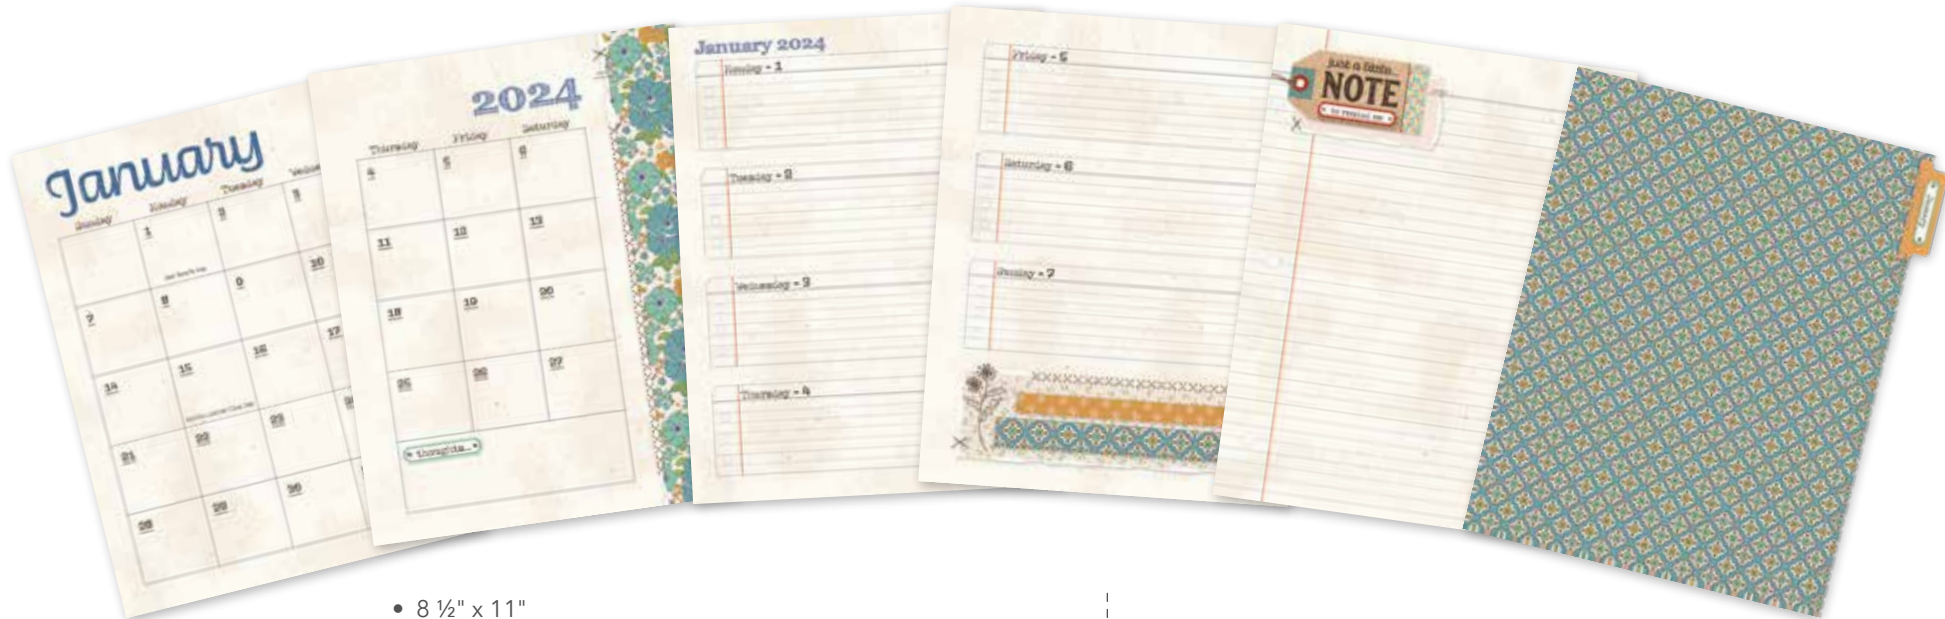 January
Sunday Monday Tuesday
1 2 3
7 8 9 10
14 15 16 17
21 22 23
28 29 30
2024
Thursday Friday Saturday
4 5 6
11 12 13
18 19 20
25 26 27
thoughts...
January 2024
Monday - 1
Tuesday - 2
Wednesday - 3
Thursday - 4
Friday - 5
Saturday - 6
Sunday - 7
just a little...
NOTE
to remind me
• 8 ½" x 11"